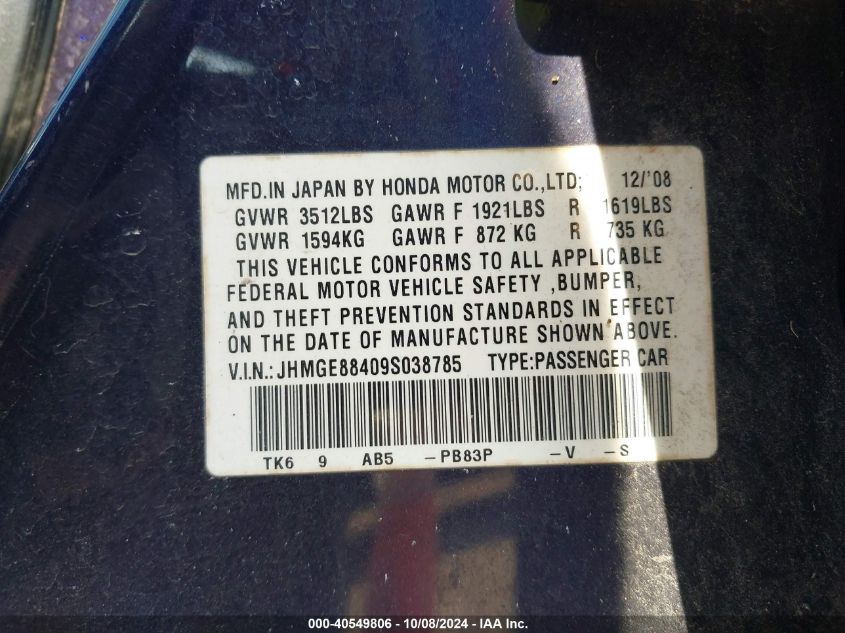 MFD.IN JAPAN BY HONDA MOTOR CO.,LTD; 12/'08
GVWR 3512LBS GAWR F 1921LBS R 1619LBS
GVWR 1594KG GAWR F 872 KG R 735 KG
THIS VEHICLE CONFORMS TO ALL APPLICABLE
FEDERAL MOTOR VEHICLE SAFETY ,BUMPER,
AND THEFT PREVENTION STANDARDS IN EFFECT
ON THE DATE OF MANUFACTURE SHOWN ABOVE.
V.I.N.:JHMGE88409S038785 TYPE:PASSENGER CAR
TK6 9 AB5 -PB83P -V -S
000-40549806 - 10/08/2024 - IAA Inc.